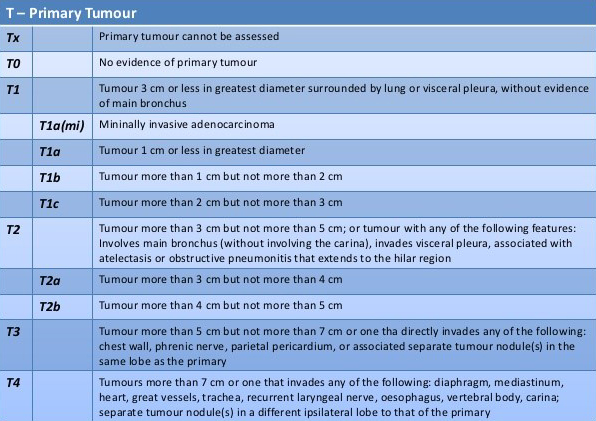 T – Primary Tumour
Tx Primary tumour cannot be assessed
T0 No evidence of primary tumour
T1 Tumour 3 cm or less in greatest diameter surrounded by lung or visceral pleura, without evidence
of main bronchus
T1a(mi) Mininally invasive adenocarcinoma
T1a Tumour 1 cm or less in greatest diameter
T1b Tumour more than 1 cm but not more than 2 cm
T1c Tumour more than 2 cm but not more than 3 cm
T2 Tumour more than 3 cm but not more than 5 cm; or tumour with any of the following features:
Involves main bronchus (without involving the carina), invades visceral pleura, associated with
atelectasis or obstructive pneumonitis that extends to the hilar region
T2a Tumour more than 3 cm but not more than 4 cm
T2b Tumour more than 4 cm but not more than 5 cm
T3 Tumour more than 5 cm but not more than 7 cm or one tha directly invades any of the following:
chest wall, phrenic nerve, parietal pericardium, or associated separate tumour nodule(s) in the
same lobe as the primary
T4 Tumours more than 7 cm or one that invades any of the following: diaphragm, mediastinum,
heart, great vessels, trachea, recurrent laryngeal nerve, oesophagus, vertebral body, carina;
separate tumour nodule(s) in a different ipsilateral lobe to that of the primary